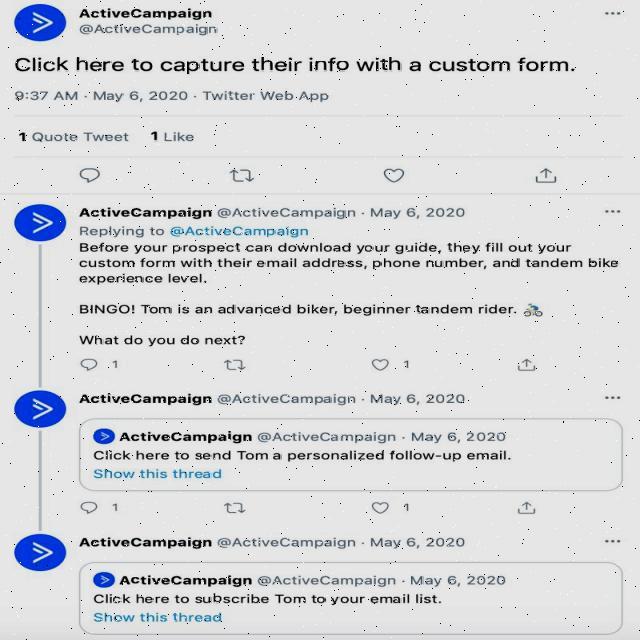 ActiveCampaign
@ActiveCampaign
Click here to capture their info with a custom form.
9:37 AM · May 6, 2020 · Twitter Web App
1 Quote Tweet 1 Like
ActiveCampaign @ActiveCampaign · May 6, 2020
Replying to @ActiveCampaign
Before your prospect can download your guide, they fill out your
custom form with their email address, phone number, and tandem bike
experience level.
BINGO! Tom is an advanced biker, beginner tandem rider. 🚴
What do you do next?
1 1
ActiveCampaign @ActiveCampaign · May 6, 2020
ActiveCampaign @ActiveCampaign · May 6, 2020
Click here to send Tom a personalized follow-up email.
Show this thread
1 1
ActiveCampaign @ActiveCampaign · May 6, 2020
ActiveCampaign @ActiveCampaign · May 6, 2020
Click here to subscribe Tom to your email list.
Show this thread